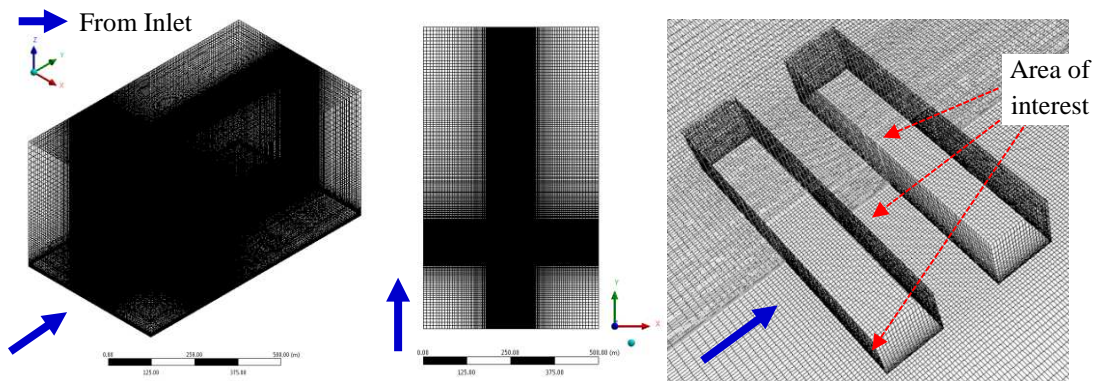 From Inlet
Z
Y
X
0.00 250.00 500.00 (m)
125.00 375.00
Y
X
0.00 250.00 500.00 (m)
125.00 375.00
Area of
interest